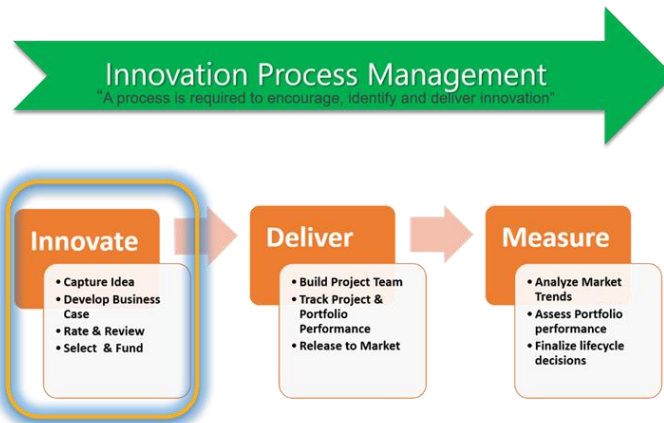 Innovation Process Management
"A process is required to encourage, identify and deliver innovation"
Innovate
• Capture Idea
• Develop Business
Case
• Rate & Review
• Select & Fund
Deliver
• Build Project Team
• Track Project &
Portfolio
Performance
• Release to Market
Measure
• Analyze Market
Trends
• Assess Portfolio
performance
• Finalize lifecycle
decisions